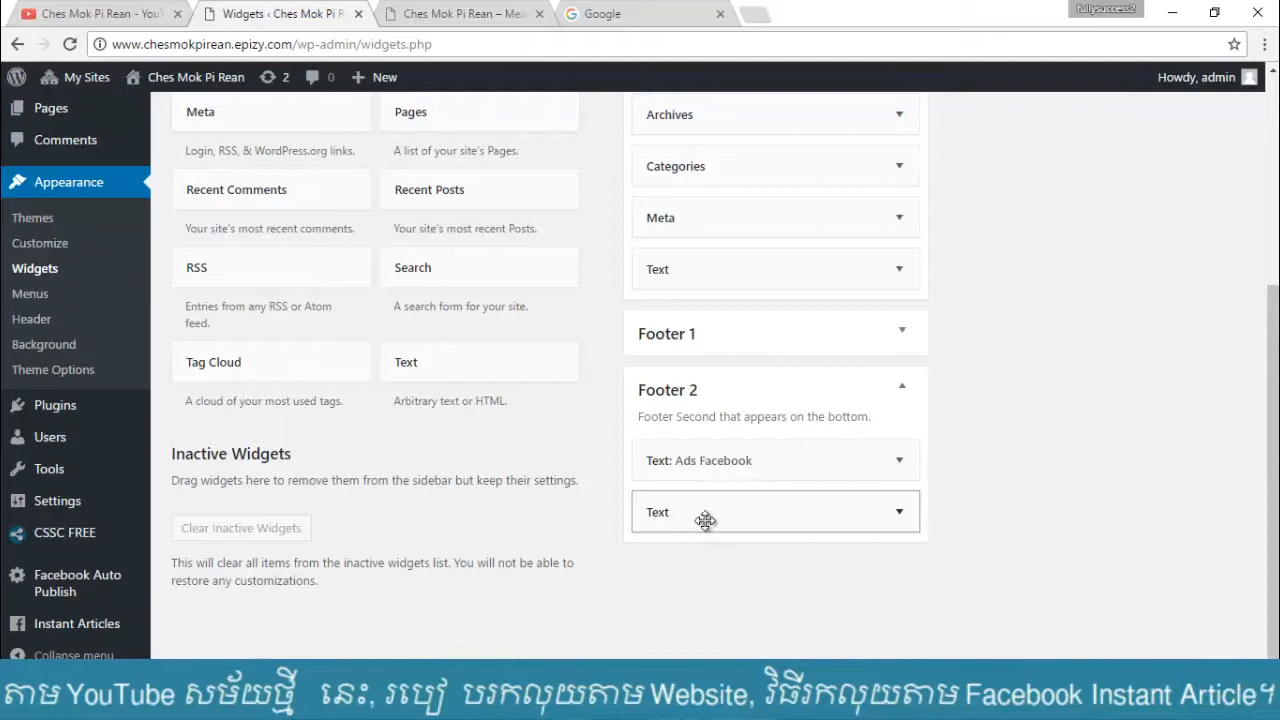 Ches Mok Pi Rean - YouT
Widgets ‹ Ches Mok Pi R
Ches Mok Pi Rean – Mea
Google
fullysuccess2
www.chesmokpirean.epizy.com/wp-admin/widgets.php
My Sites
Ches Mok Pi Rean
2
0
New
Howdy, admin
Pages
Comments
Appearance
Themes
Customize
Widgets
Menus
Header
Background
Theme Options
Plugins
Users
Tools
Settings
CSSC FREE
Facebook Auto
Publish
Instant Articles
Collapse menu
Meta
Pages
Login, RSS, & WordPress.org links.
A list of your site's Pages.
Recent Comments
Recent Posts
Your site's most recent comments.
Your site's most recent Posts.
RSS
Search
Entries from any RSS or Atom
feed.
A search form for your site.
Tag Cloud
Text
A cloud of your most used tags.
Arbitrary text or HTML.
Inactive Widgets
Drag widgets here to remove them from the sidebar but keep their settings.
Clear Inactive Widgets
This will clear all items from the inactive widgets list. You will not be able to
restore any customizations.
Archives
Categories
Meta
Text
Footer 1
Footer 2
Footer Second that appears on the bottom.
Text: Ads Facebook
Text
តាម YouTube សម័យថ្មី នេះ, របៀ បរកលុយតាម Website, វិធីរកលុយតាម Facebook Instant Article។